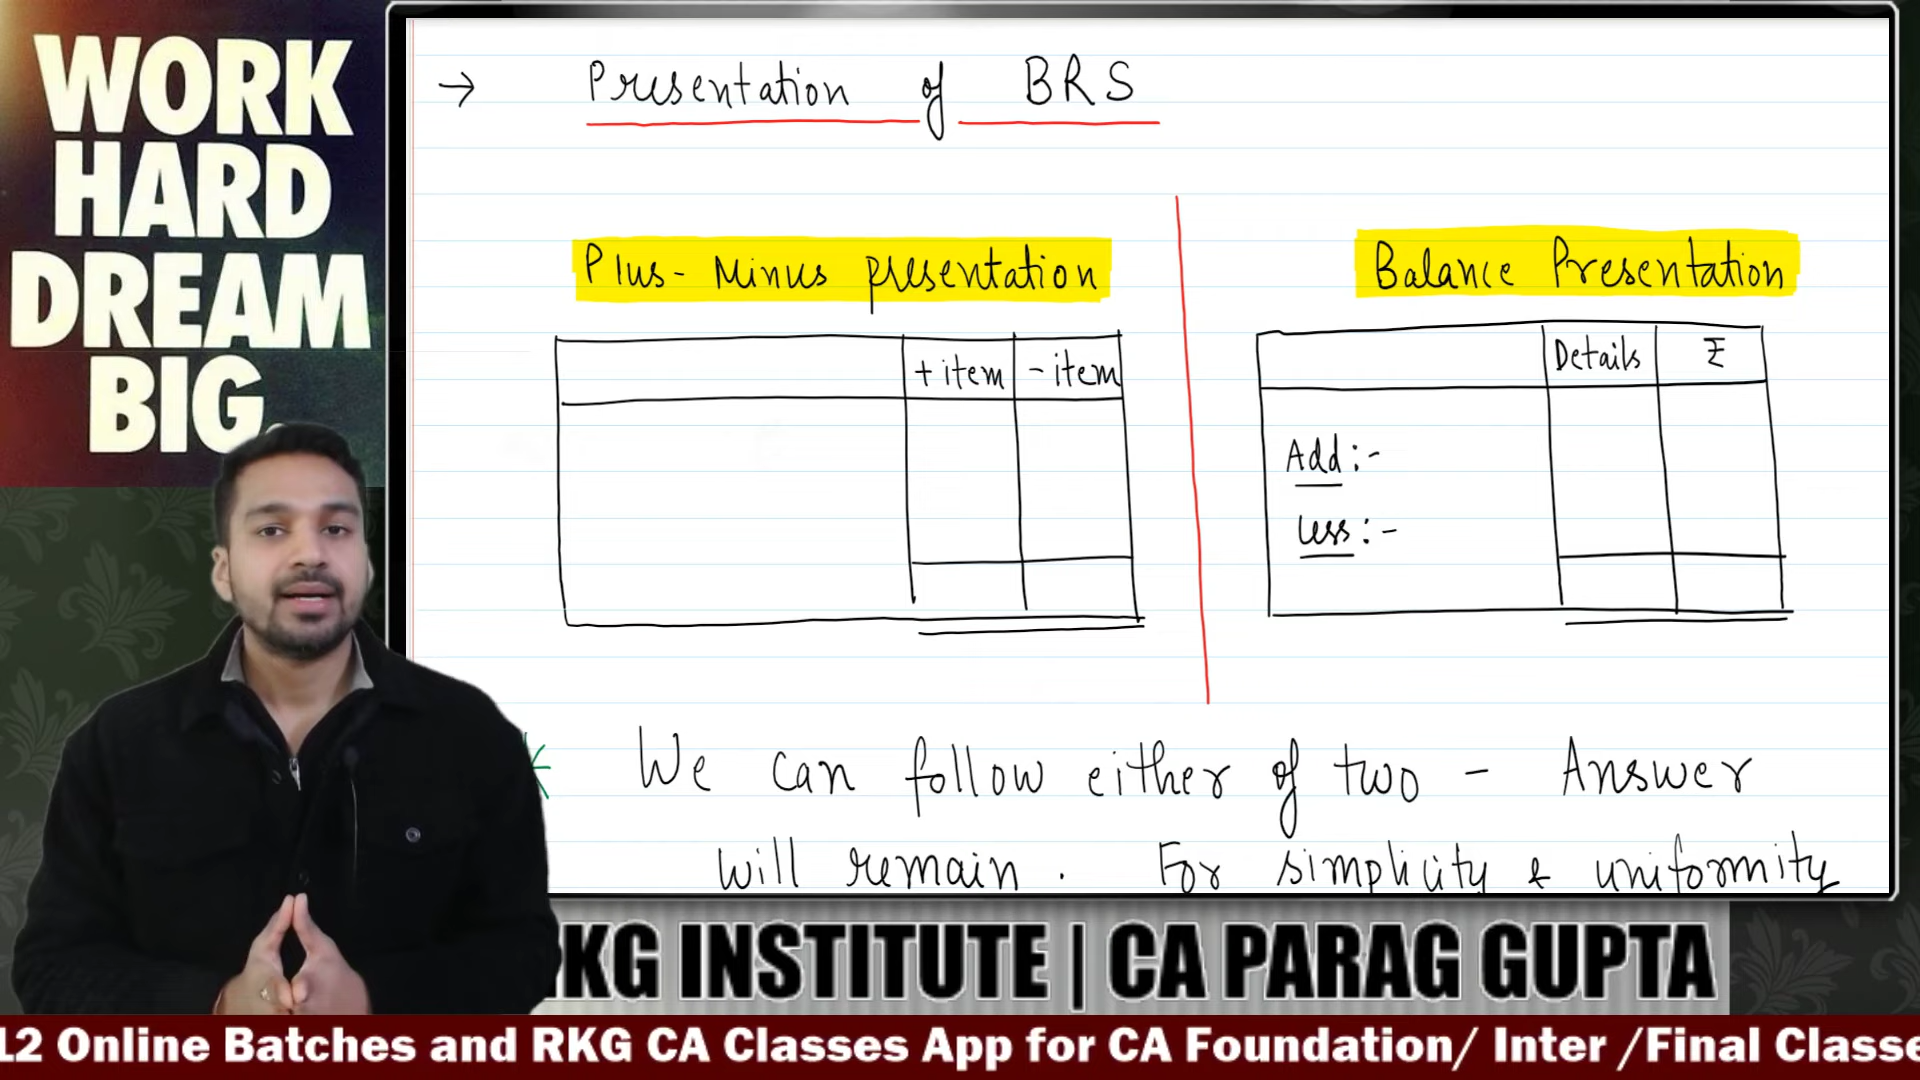 WORK
HARD
DREAM
BIG.
→ Presentation of BRS
Plus - Minus presentation
+ item - item
Balance Presentation
Details ₹
Add :-
Less :-
We can follow either of two - Answer
will remain . For simplicity & uniformity
RKG INSTITUTE | CA PARAG GUPTA
12 Online Batches and RKG CA Classes App for CA Foundation/ Inter /Final Classe